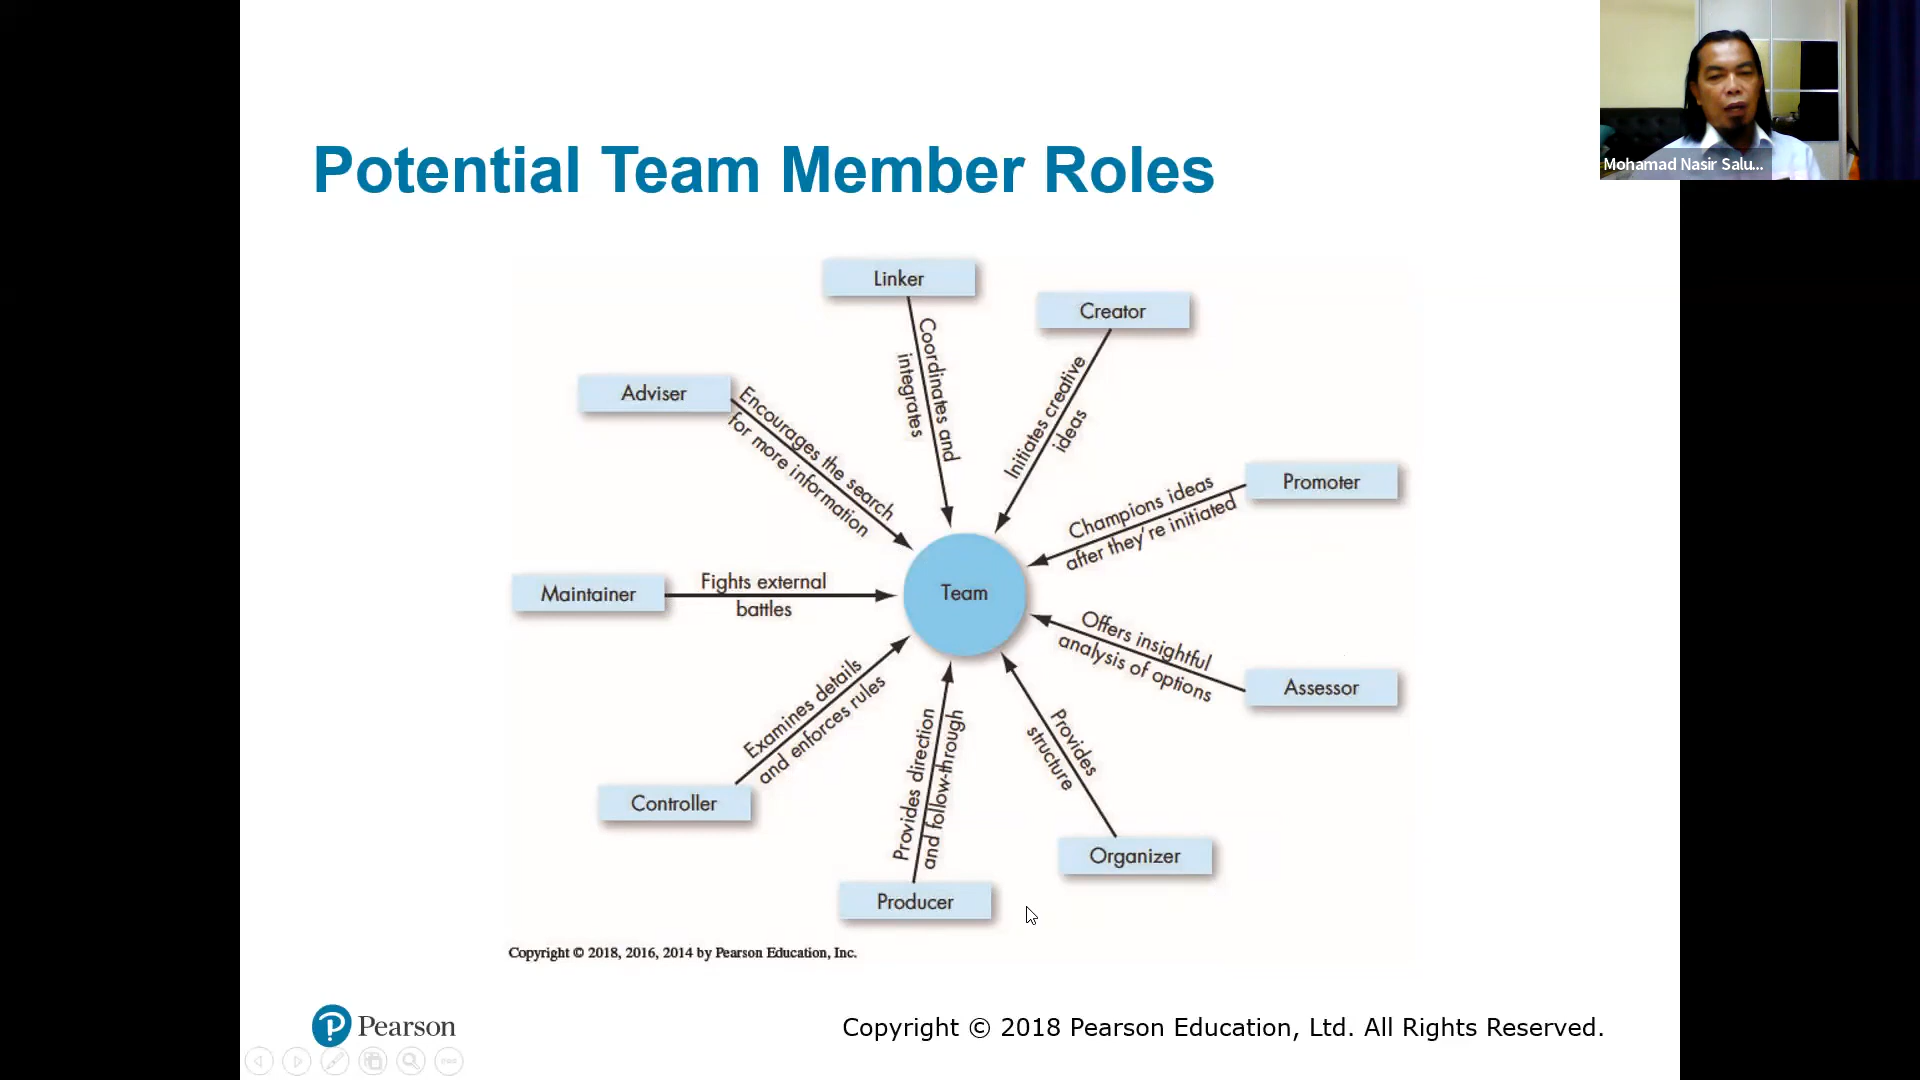 Potential Team Member Roles
Mohamad Nasir Salu...
Linker
Coordinates and
integrates
Creator
Initiates creative
ideas
Adviser
Encourages the search
for more information
Promoter
Champions ideas
after they're initiated
Maintainer
Fights external
battles
Team
Offers insightful
analysis of options
Assessor
Examines details
and enforces rules
Controller
Provides direction
and follow-through
Producer
Provides
structure
Organizer
Copyright © 2018, 2016, 2014 by Pearson Education, Inc.
Pearson
Copyright © 2018 Pearson Education, Ltd. All Rights Reserved.